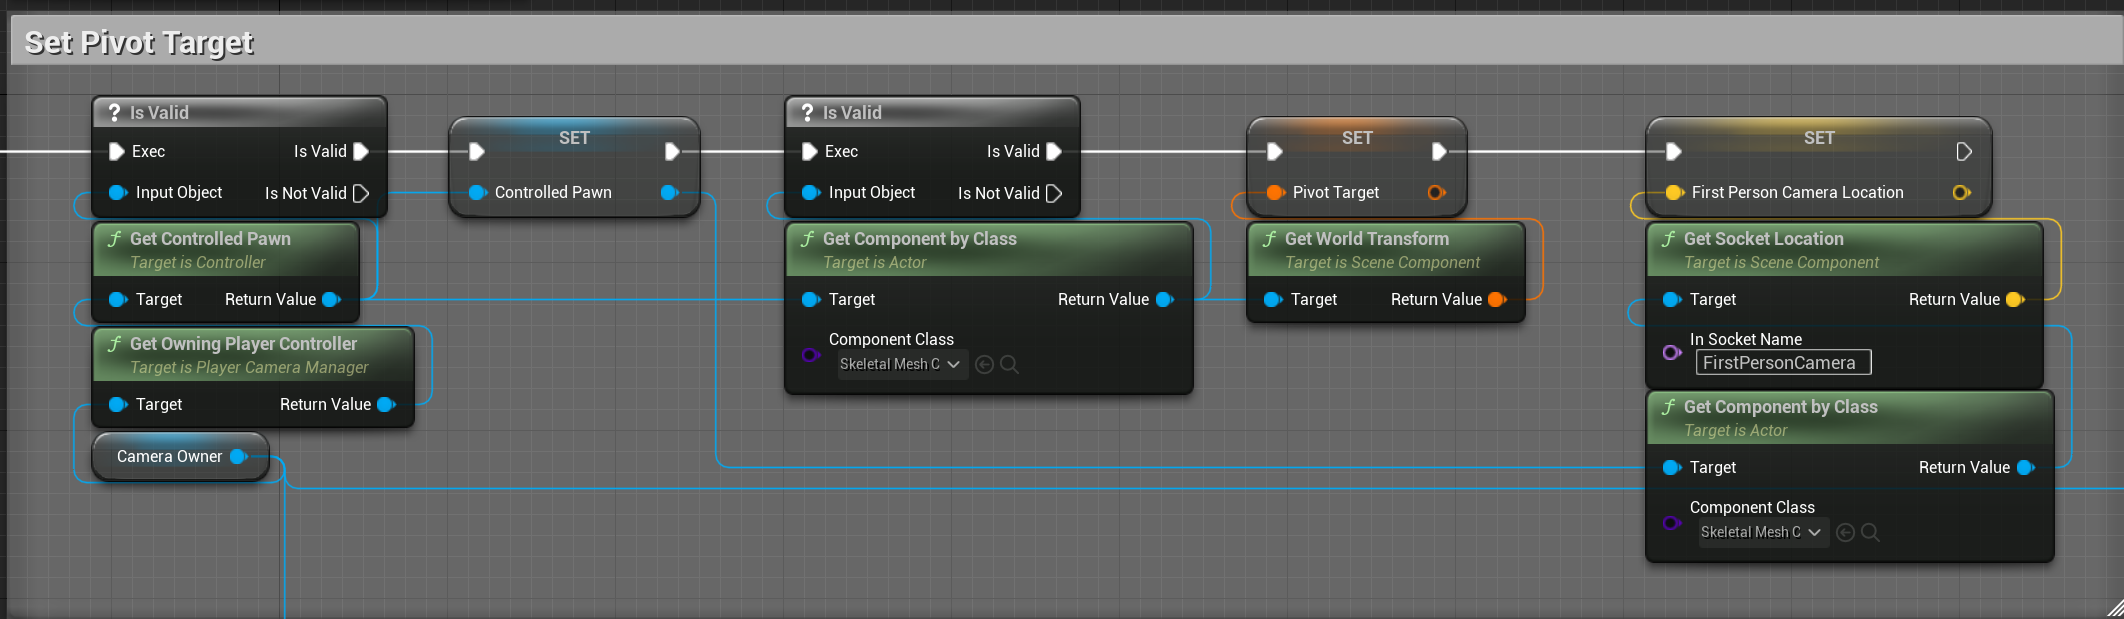 Set Pivot Target
? Is Valid
Exec
Is Valid
Input Object
Is Not Valid
f Get Controlled Pawn
Target is Controller
Target
Return Value
f Get Owning Player Controller
Target is Player Camera Manager
Target
Return Value
Camera Owner
SET
Controlled Pawn
? Is Valid
Exec
Is Valid
Input Object
Is Not Valid
f Get Component by Class
Target is Actor
Target
Return Value
Component Class
Skeletal Mesh C
SET
Pivot Target
f Get World Transform
Target is Scene Component
Target
Return Value
SET
First Person Camera Location
f Get Socket Location
Target is Scene Component
Target
Return Value
In Socket Name
FirstPersonCamera
f Get Component by Class
Target is Actor
Target
Return Value
Component Class
Skeletal Mesh C